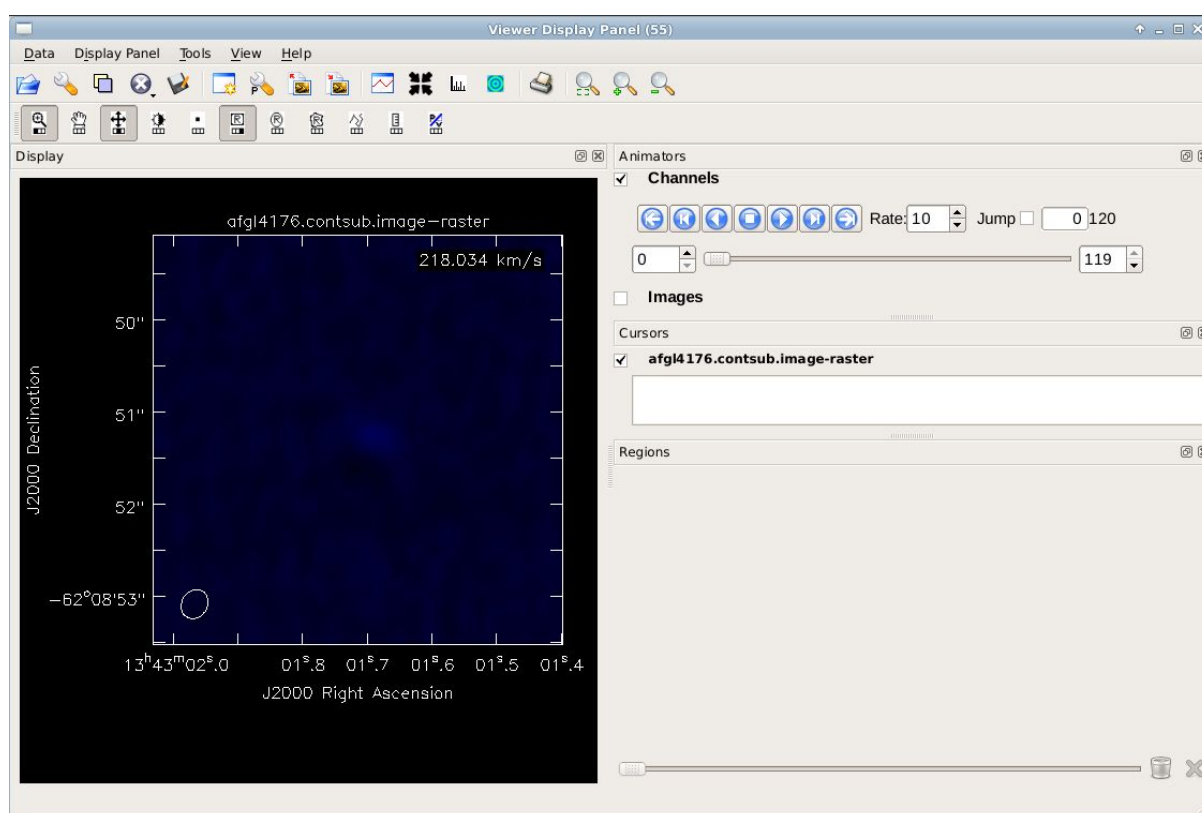 Viewer Display Panel (55)
Data Display Panel Tools View Help
Display
afgl4176.contsub.image-raster
218.034 km/s
50"
51"
52"
-62°08'53"
J2000 Declination
13ʰ43ᵐ02ˢ.0 01ˢ.8 01ˢ.7 01ˢ.6 01ˢ.5 01ˢ.4
J2000 Right Ascension
Animators
Channels
Rate: 10 Jump 0 120
0 119
Images
Cursors
afgl4176.contsub.image-raster
Regions